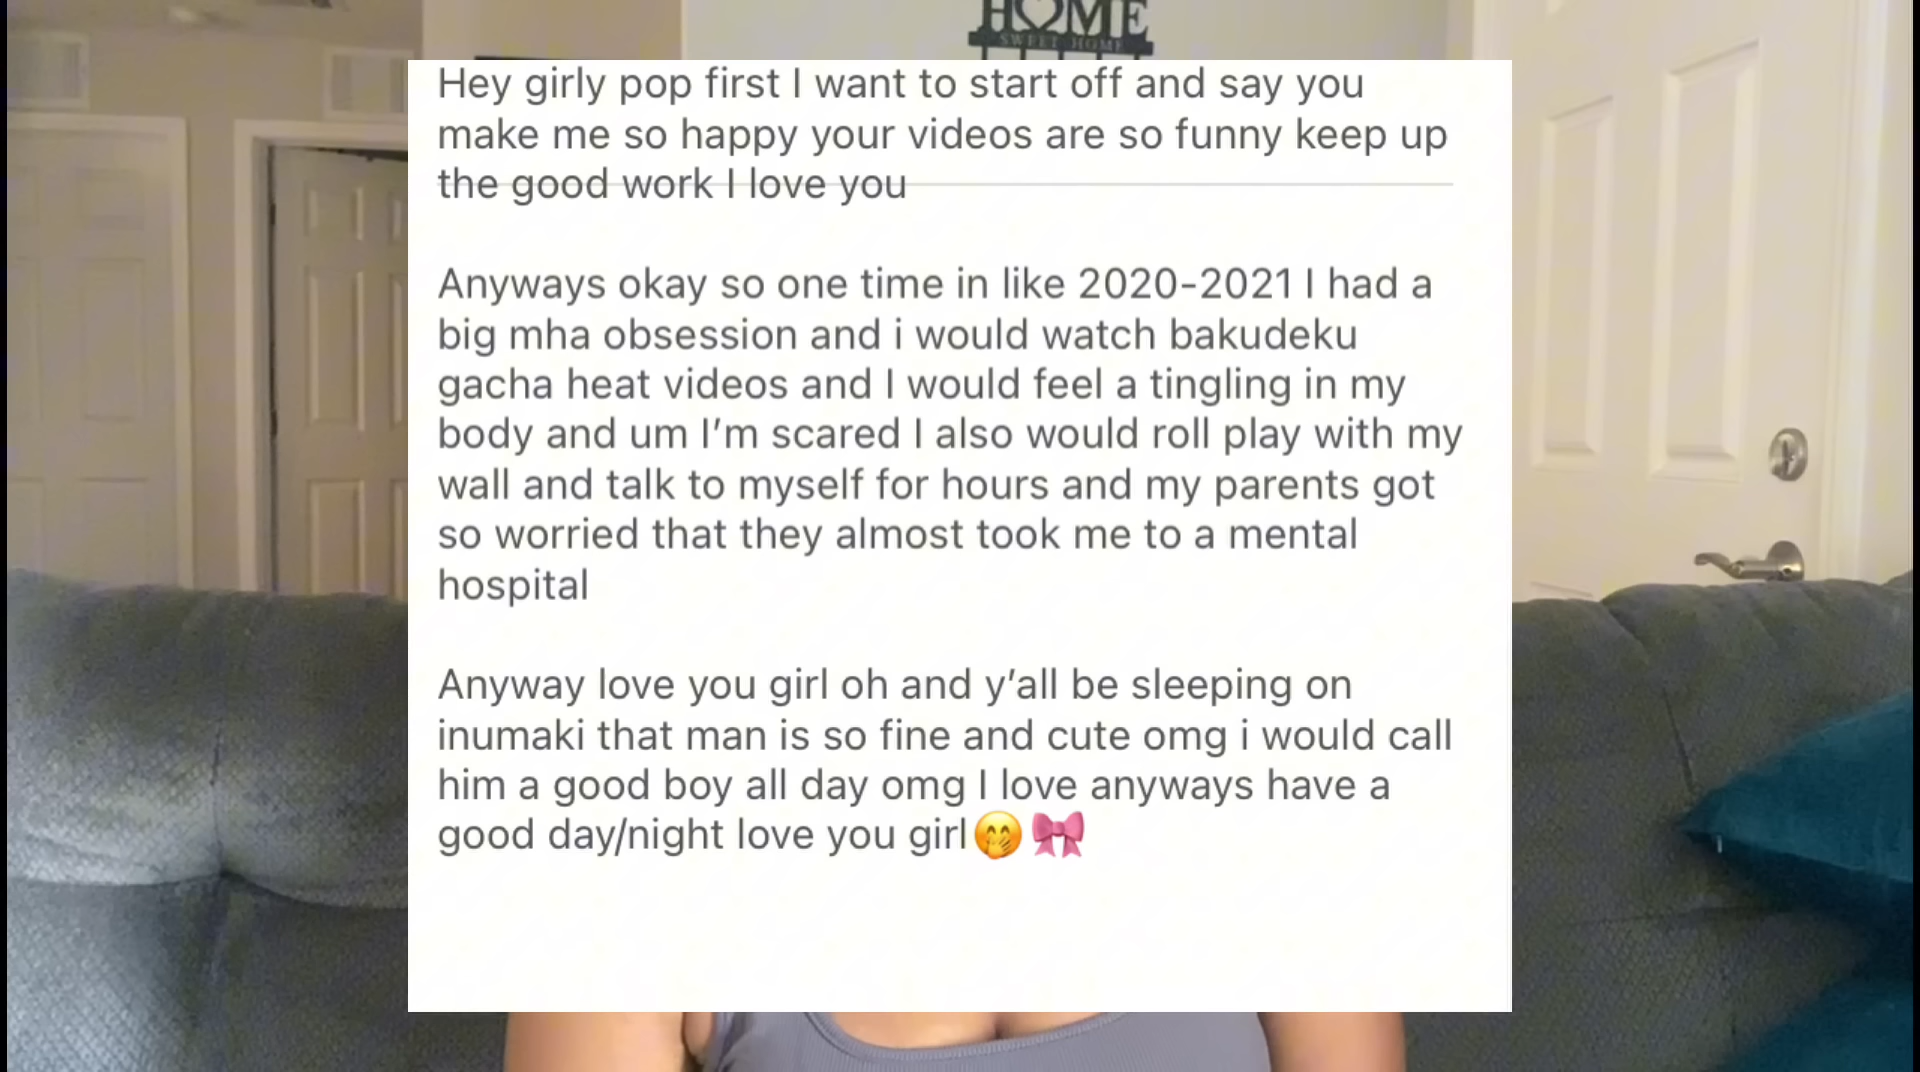 HOME
SWEET HOME
Hey girly pop first I want to start off and say you
make me so happy your videos are so funny keep up
the good work I love you
Anyways okay so one time in like 2020-2021 I had a
big mha obsession and i would watch bakudeku
gacha heat videos and I would feel a tingling in my
body and um I’m scared I also would roll play with my
wall and talk to myself for hours and my parents got
so worried that they almost took me to a mental
hospital
Anyway love you girl oh and y’all be sleeping on
inumaki that man is so fine and cute omg i would call
him a good boy all day omg I love anyways have a
good day/night love you girl🤭🎀